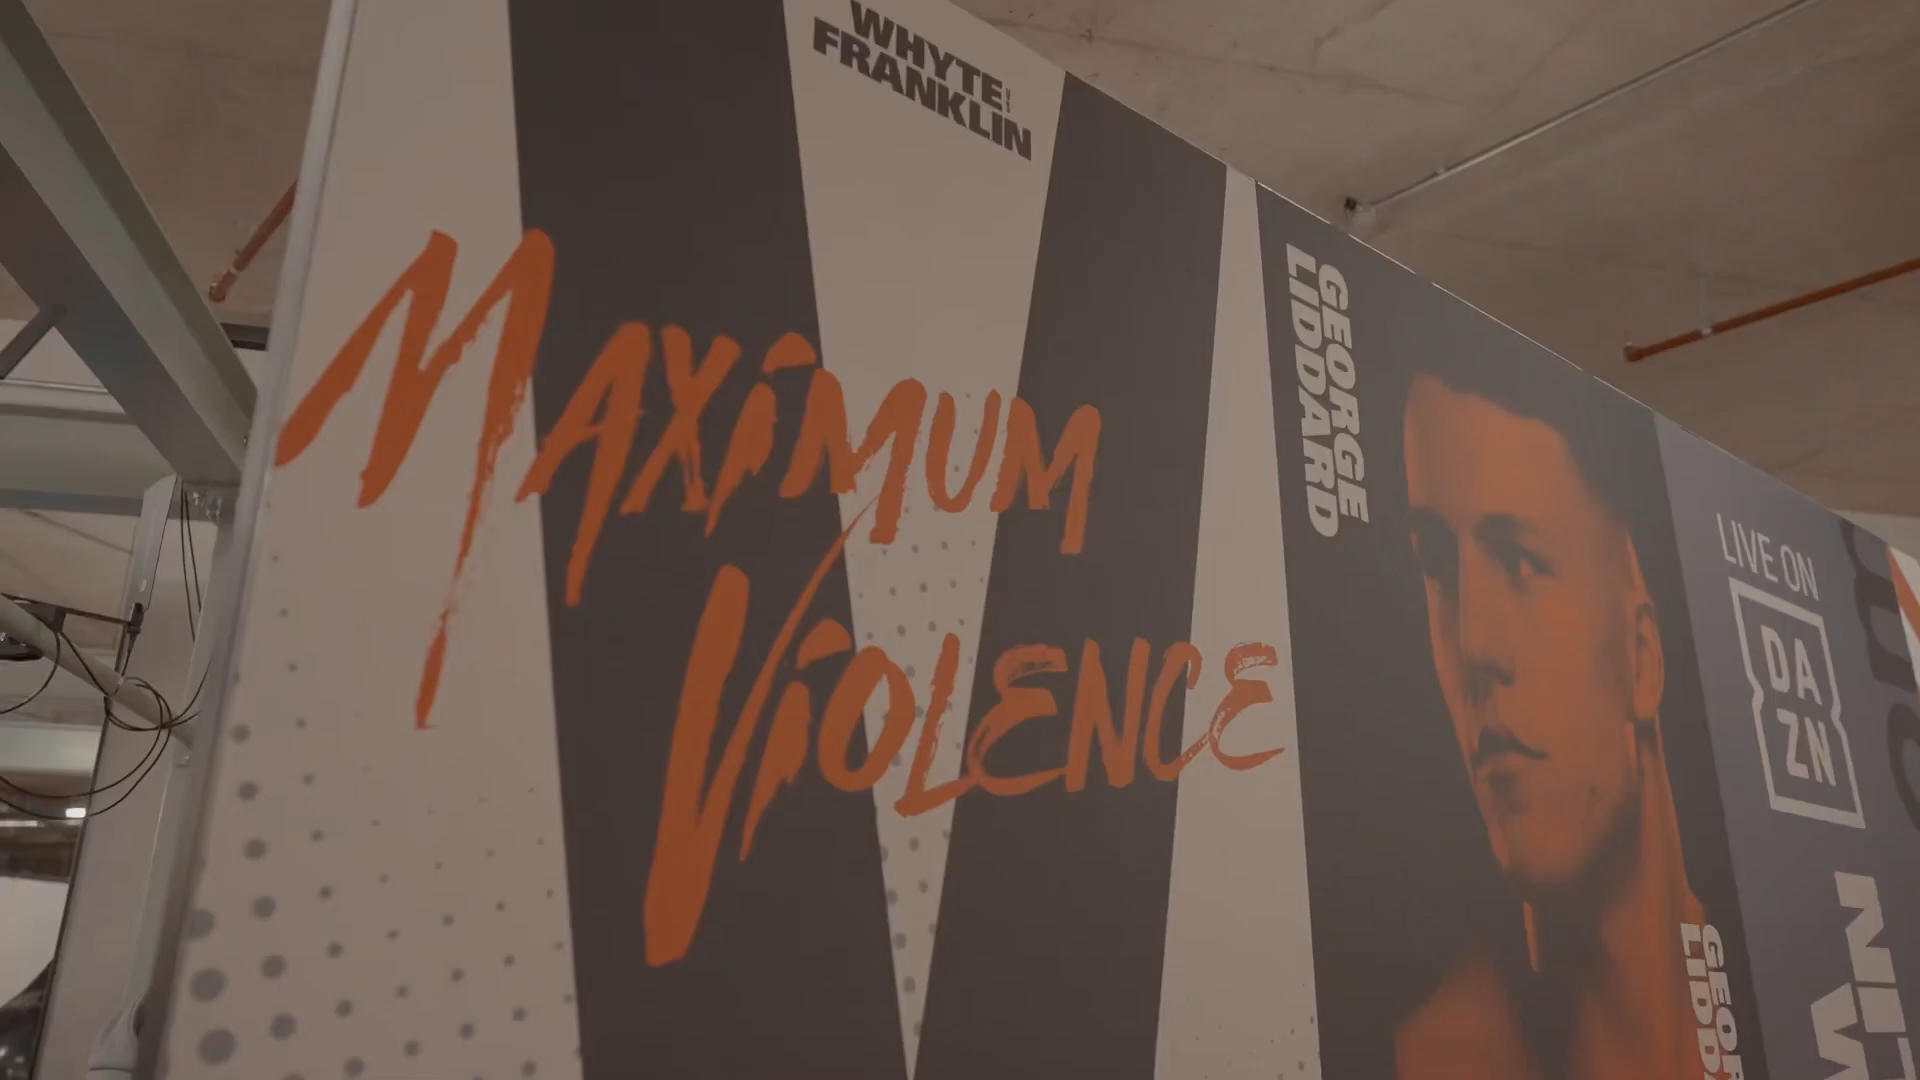 WHYTE
FRANKLIN
MAXIMUM
VIOLENCE
GEORGE
LIDDARD
LIVE ON
DA
ZN